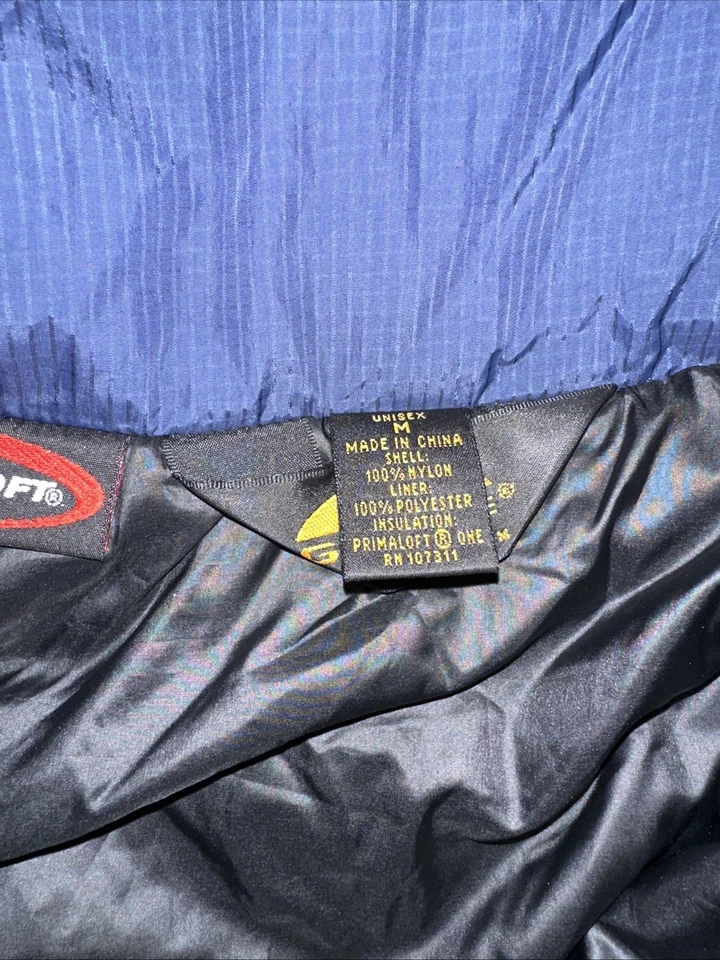 UNISEX
M
MADE IN CHINA
SHELL:
100% NYLON
LINER:
100% POLYESTER
INSULATION:
PRIMALOFT® ONE
RN 107311
OFT®
G
E®